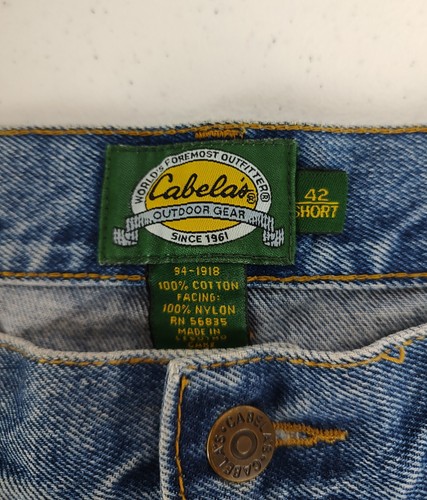 WORLD'S FOREMOST OUTFITTER®
Cabela's®
OUTDOOR GEAR
SINCE 1961
42
SHORT
94-1918
100% COTTON
FACING:
100% NYLON
RN 56835
MADE IN
CABELA'S